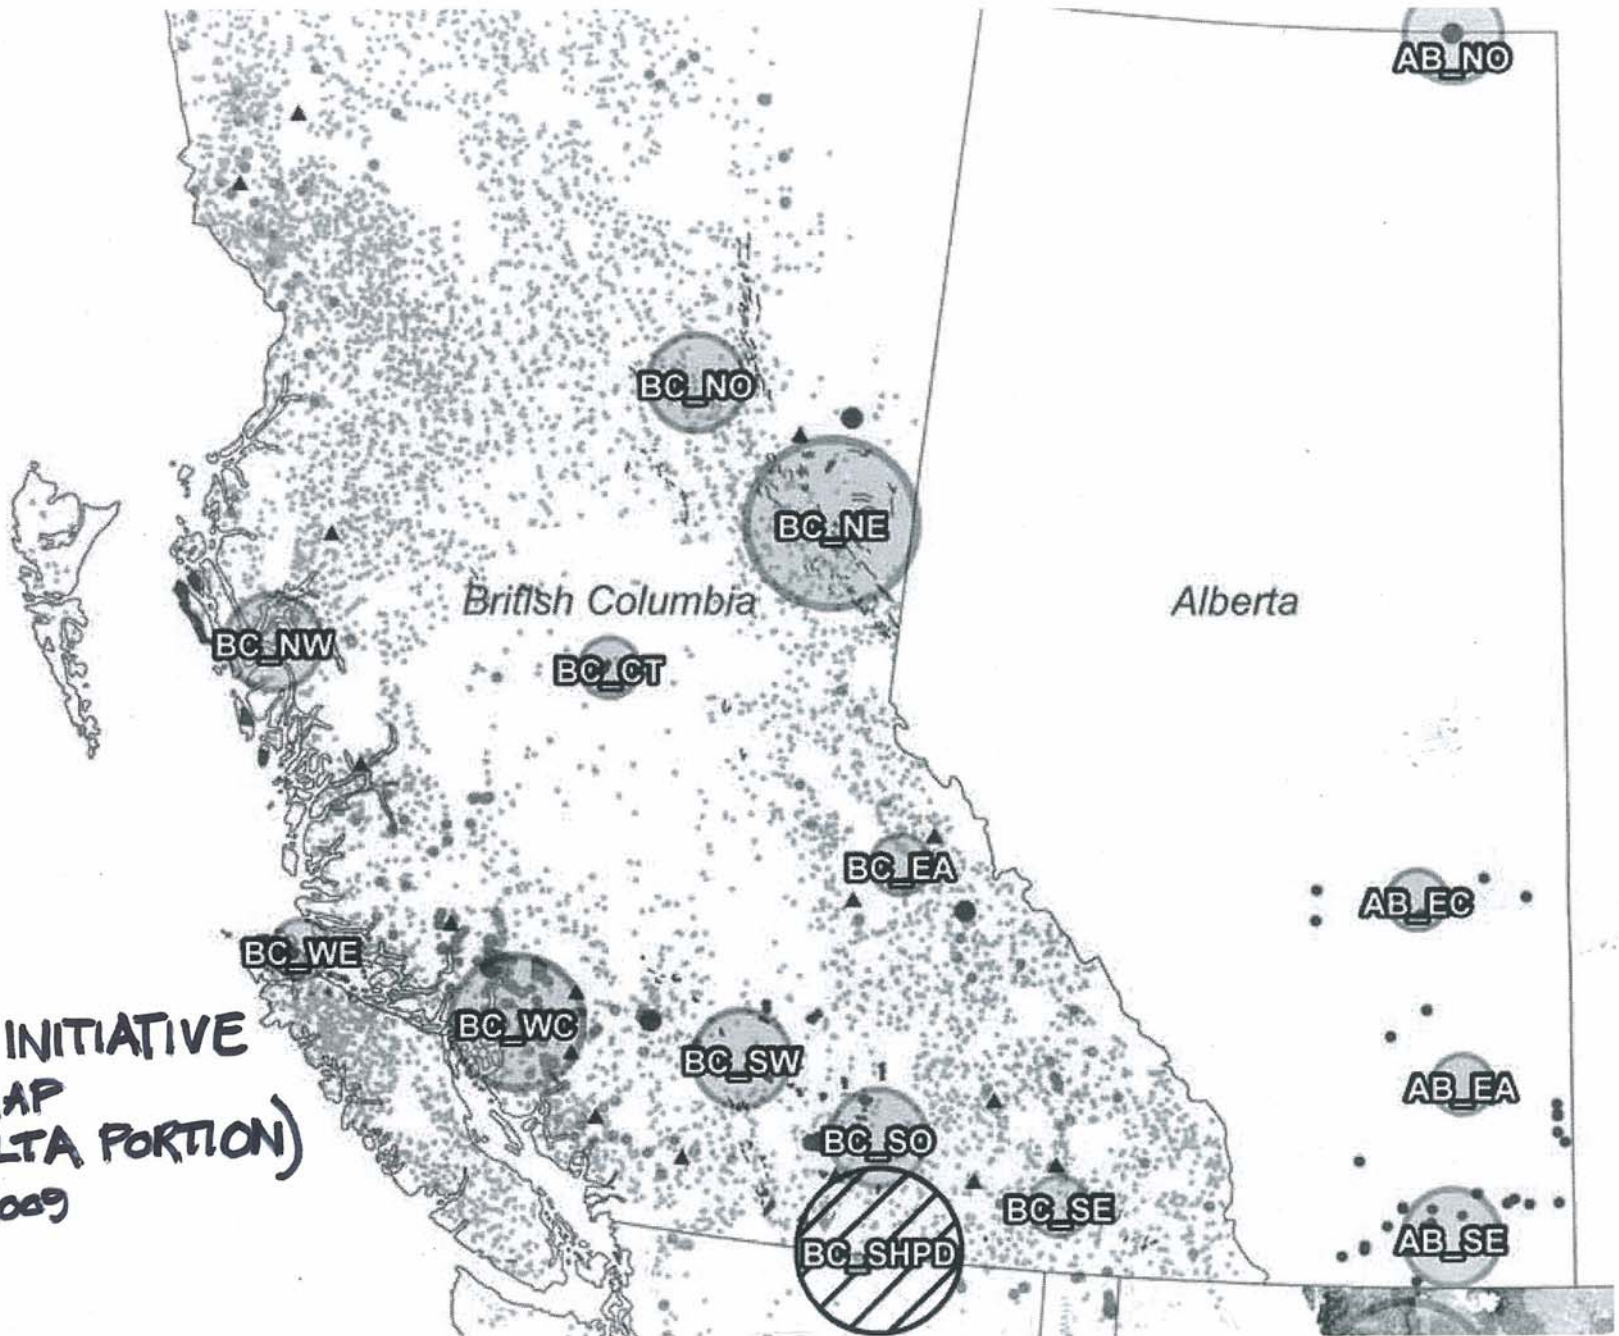 AB_NO
BC_NO
BC_NE
British Columbia
Alberta
BC_NW
BC_CT
BC_EA
AB_EC
BC_WE
INITIATIVE
BC_WC
BC_SW
AB_EA
PORTION)
BC_SO
BC_SE
AB_SE
BC_SHPD